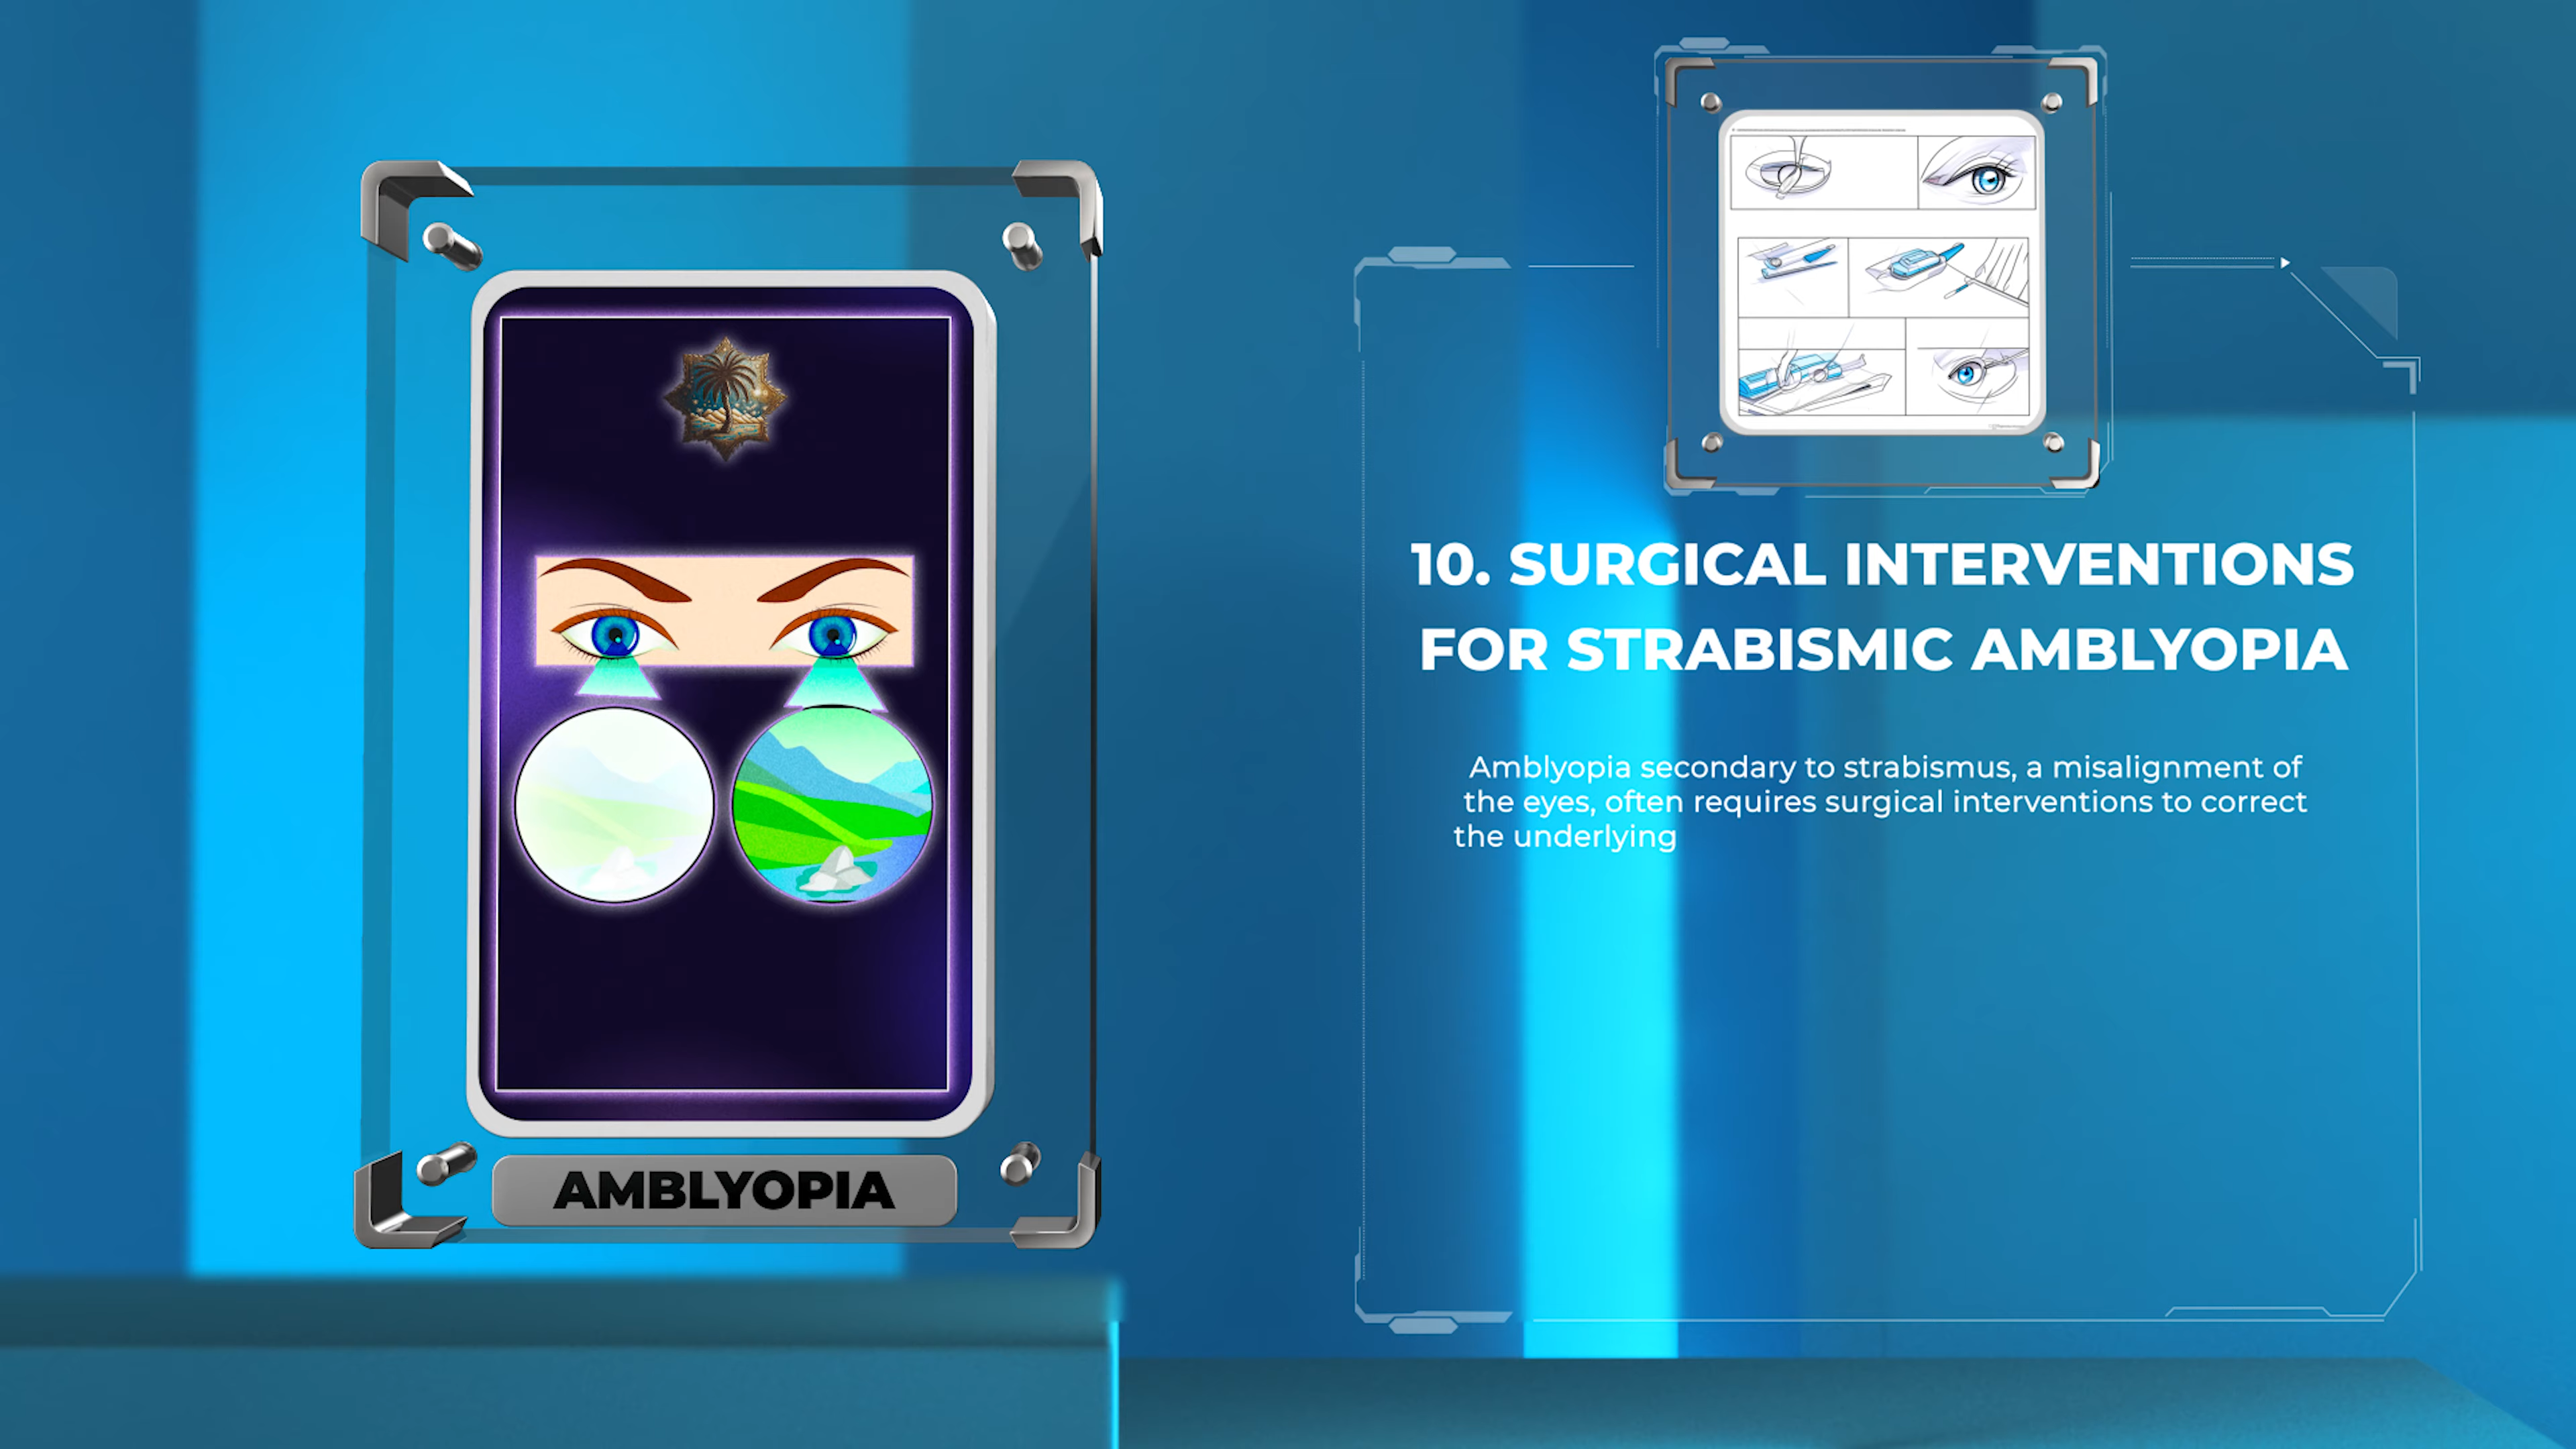 10. SURGICAL INTERVENTIONS
FOR STRABISMIC AMBLYOPIA
Amblyopia secondary to strabismus, a misalignment of
the eyes, often requires surgical interventions to correct
the underlying
AMBLYOPIA